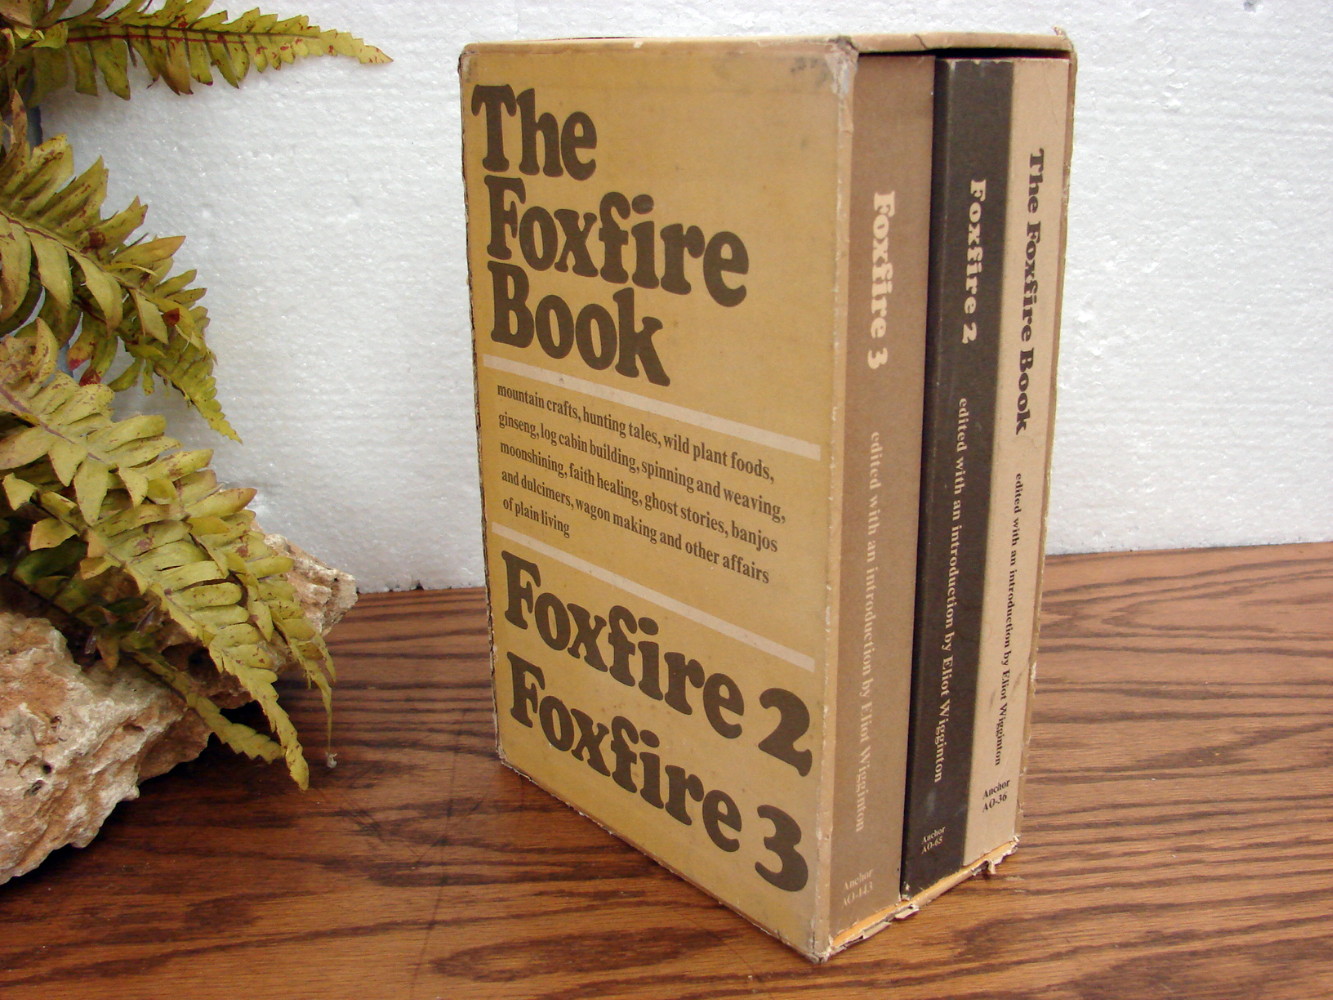 The
Foxfire
Book
mountain crafts, hunting tales, wild plant foods,
ginseng, log cabin building, spinning and weaving,
moonshining, faith healing, ghost stories, banjos
and dulcimers, wagon making and other affairs
of plain living
Foxfire 2
Foxfire 3
Foxfire 3 edited with an introduction by Eliot Wigginton
Anchor
AO-443
Foxfire 2 edited with an introduction by Eliot Wigginton
Anchor
AO-65
The Foxfire Book edited with an introduction by Eliot Wigginton
Anchor
AO-36